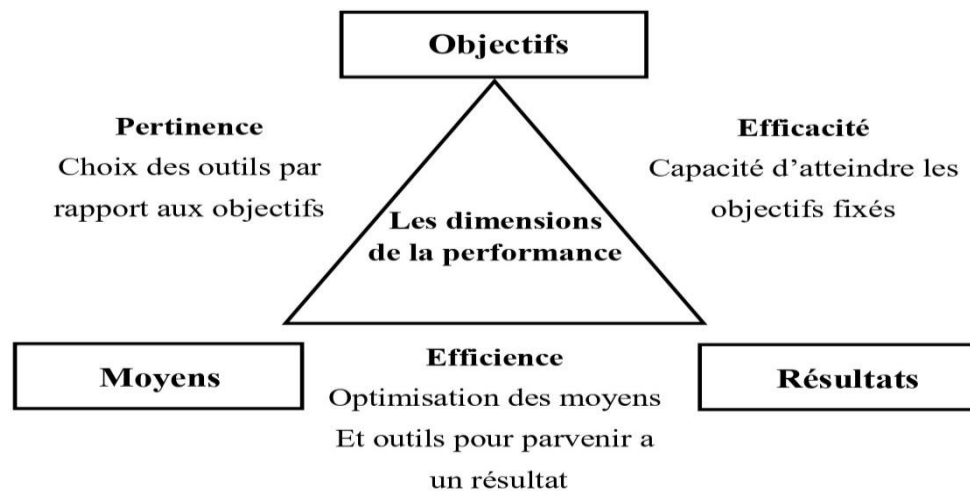 Objectifs
Pertinence
Choix des outils par
rapport aux objectifs
Efficacité
Capacité d’atteindre les
objectifs fixés
Les dimensions
de la performance
Moyens
Efficience
Optimisation des moyens
Et outils pour parvenir a
un résultat
Résultats